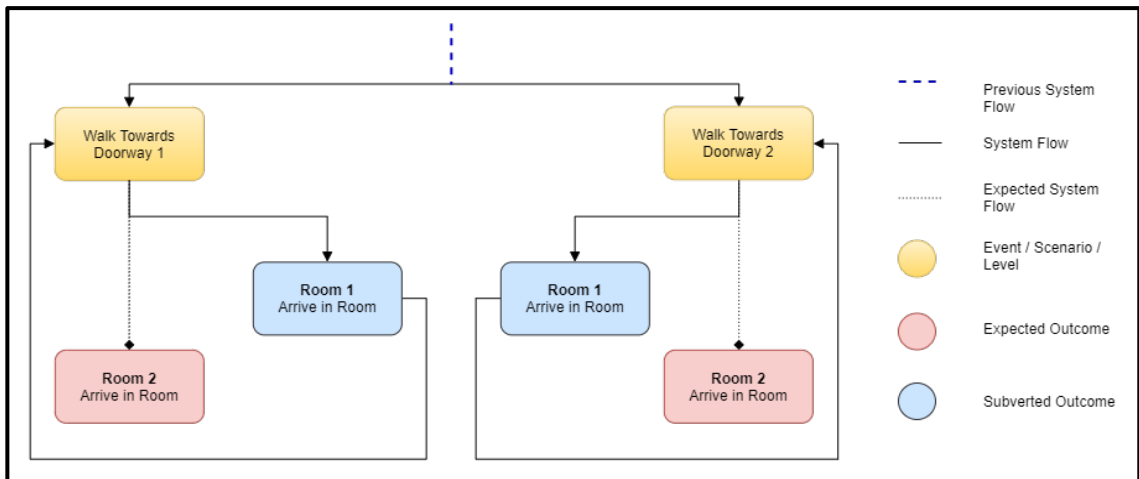 Walk Towards
Doorway 1
Walk Towards
Doorway 2
Room 1
Arrive in Room
Room 1
Arrive in Room
Room 2
Arrive in Room
Room 2
Arrive in Room
Previous System
Flow
System Flow
Expected System
Flow
Event / Scenario /
Level
Expected Outcome
Subverted Outcome